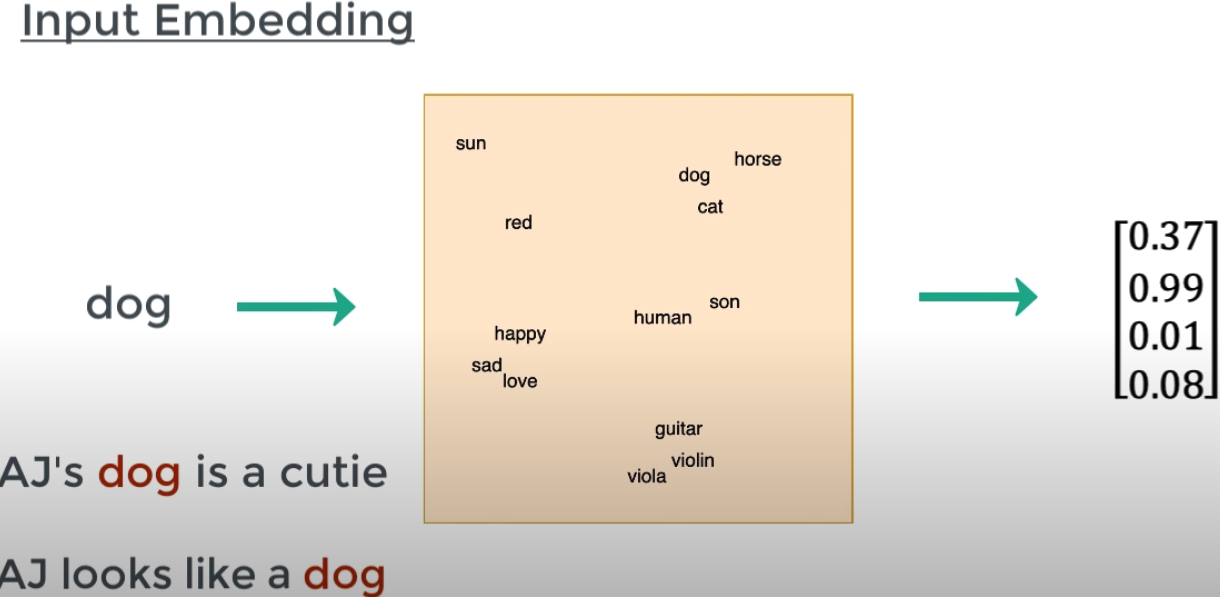 Input Embedding
sun
horse
dog
cat
red
dog
son
human
happy
sad
love
guitar
violin
viola
[0.37]
0.99
0.01
[0.08]
AJ's dog is a cutie
AJ looks like a dog